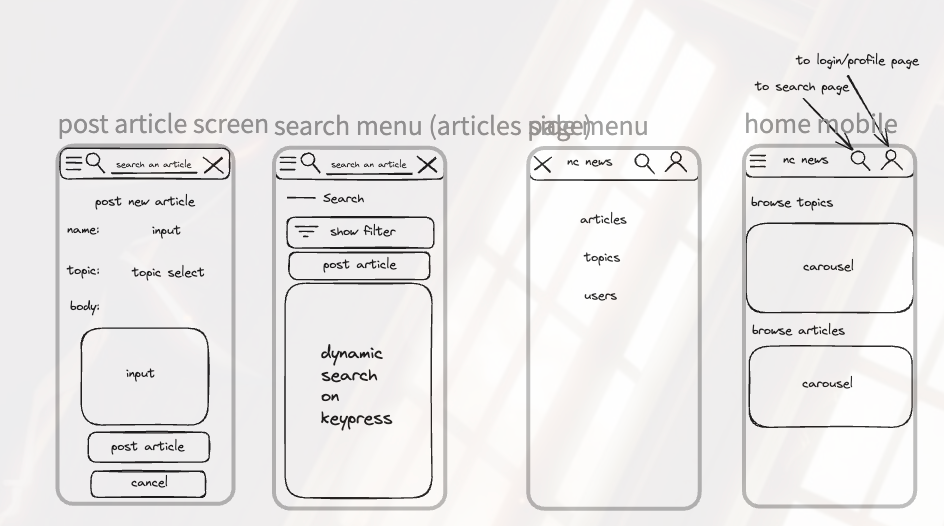 to login/profile page
to search page
post article screen
search menu (articles page)
side menu
home mobile
search an article
post new article
name:
input
topic:
topic select
body:
input
post article
cancel
search an article
Search
show filter
post article
dynamic
search
on
keypress
nc news
articles
topics
users
nc news
browse topics
carousel
browse articles
carousel